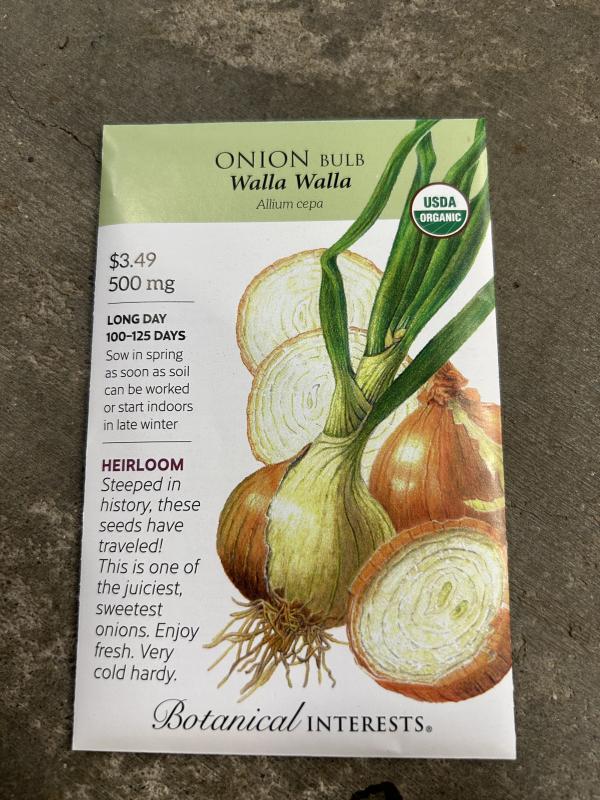 ONION BULB
Walla Walla
Allium cepa
USDA
ORGANIC
$3.49
500 mg
LONG DAY
100–125 DAYS
Sow in spring
as soon as soil
can be worked
or start indoors
in late winter
HEIRLOOM
Steeped in
history, these
seeds have
traveled!
This is one of
the juiciest,
sweetest
onions. Enjoy
fresh. Very
cold hardy.
Botanical INTERESTS®